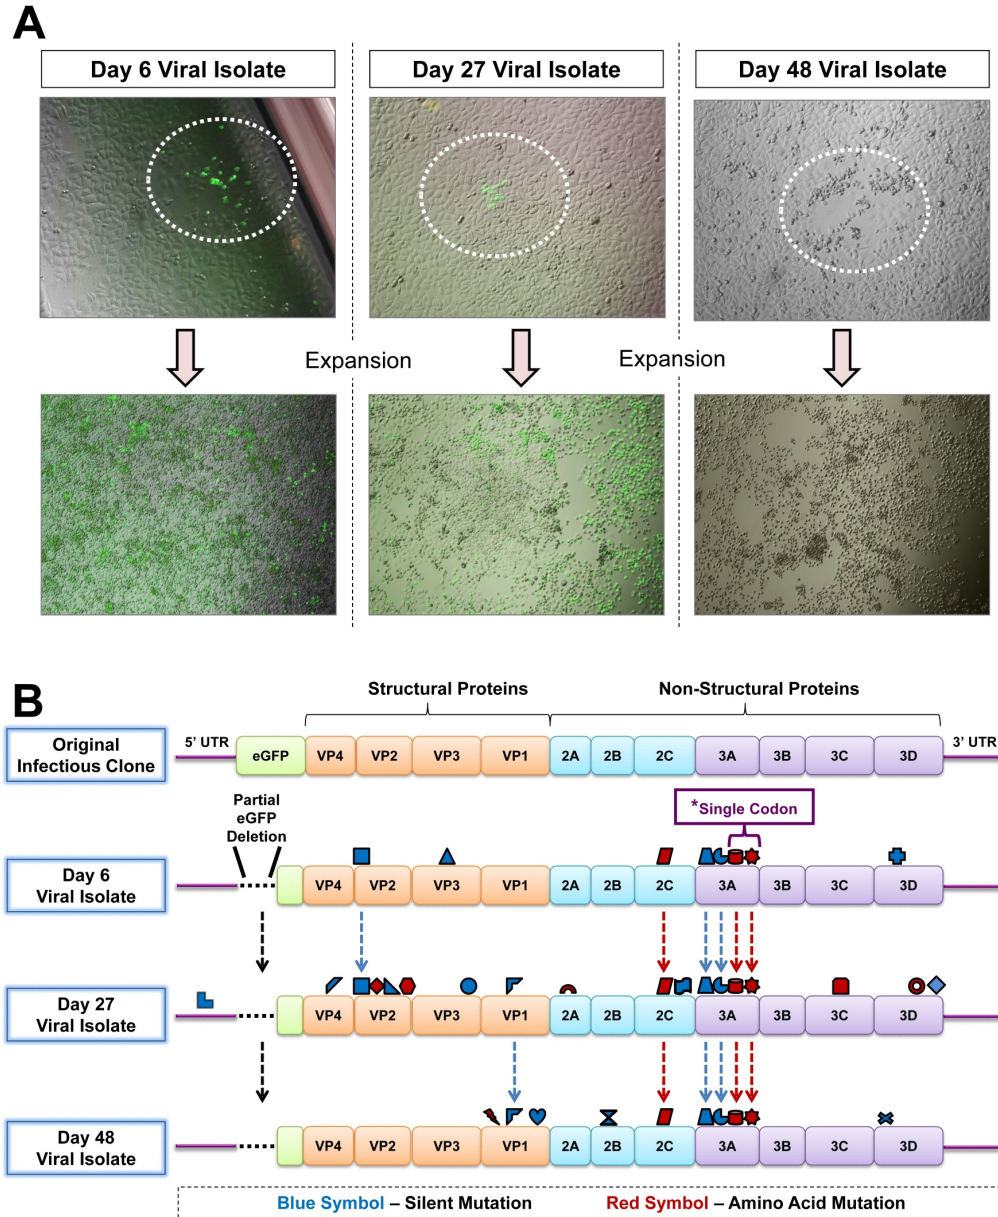 A
Day 6 Viral Isolate
Day 27 Viral Isolate
Day 48 Viral Isolate
Expansion
Expansion
B
Structural Proteins
Non-Structural Proteins
Original
Infectious Clone
5’ UTR
eGFP
VP4
VP2
VP3
VP1
2A
2B
2C
3A
3B
3C
3D
3’ UTR
Partial
eGFP
Deletion
*Single Codon
Day 6
Viral Isolate
VP4
VP2
VP3
VP1
2A
2B
2C
3A
3B
3C
3D
Day 27
Viral Isolate
VP4
VP2
VP3
VP1
2A
2B
2C
3A
3B
3C
3D
Day 48
Viral Isolate
VP4
VP2
VP3
VP1
2A
2B
2C
3A
3B
3C
3D
Blue Symbol – Silent Mutation
Red Symbol – Amino Acid Mutation